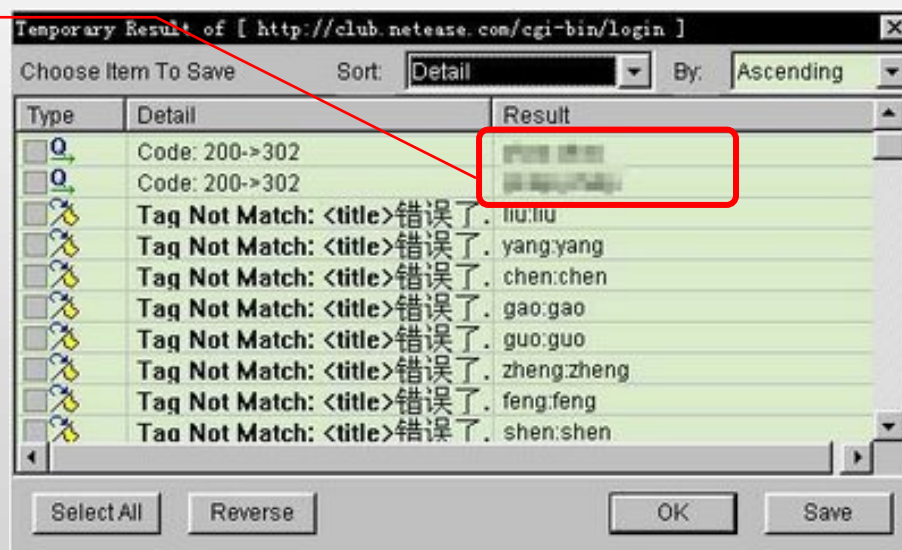 Temporary Result of [ http://club.netease.com/cgi-bin/login ]
Choose Item To Save Sort: Detail By: Ascending
Type Detail Result
Code: 200->302
Code: 200->302
Tag Not Match: <title>错误了. liu:liu
Tag Not Match: <title>错误了. yang:yang
Tag Not Match: <title>错误了. chen:chen
Tag Not Match: <title>错误了. gao:gao
Tag Not Match: <title>错误了. guo:guo
Tag Not Match: <title>错误了. zheng:zheng
Tag Not Match: <title>错误了. feng:feng
Tag Not Match: <title>错误了. shen:shen
Select All Reverse OK Save